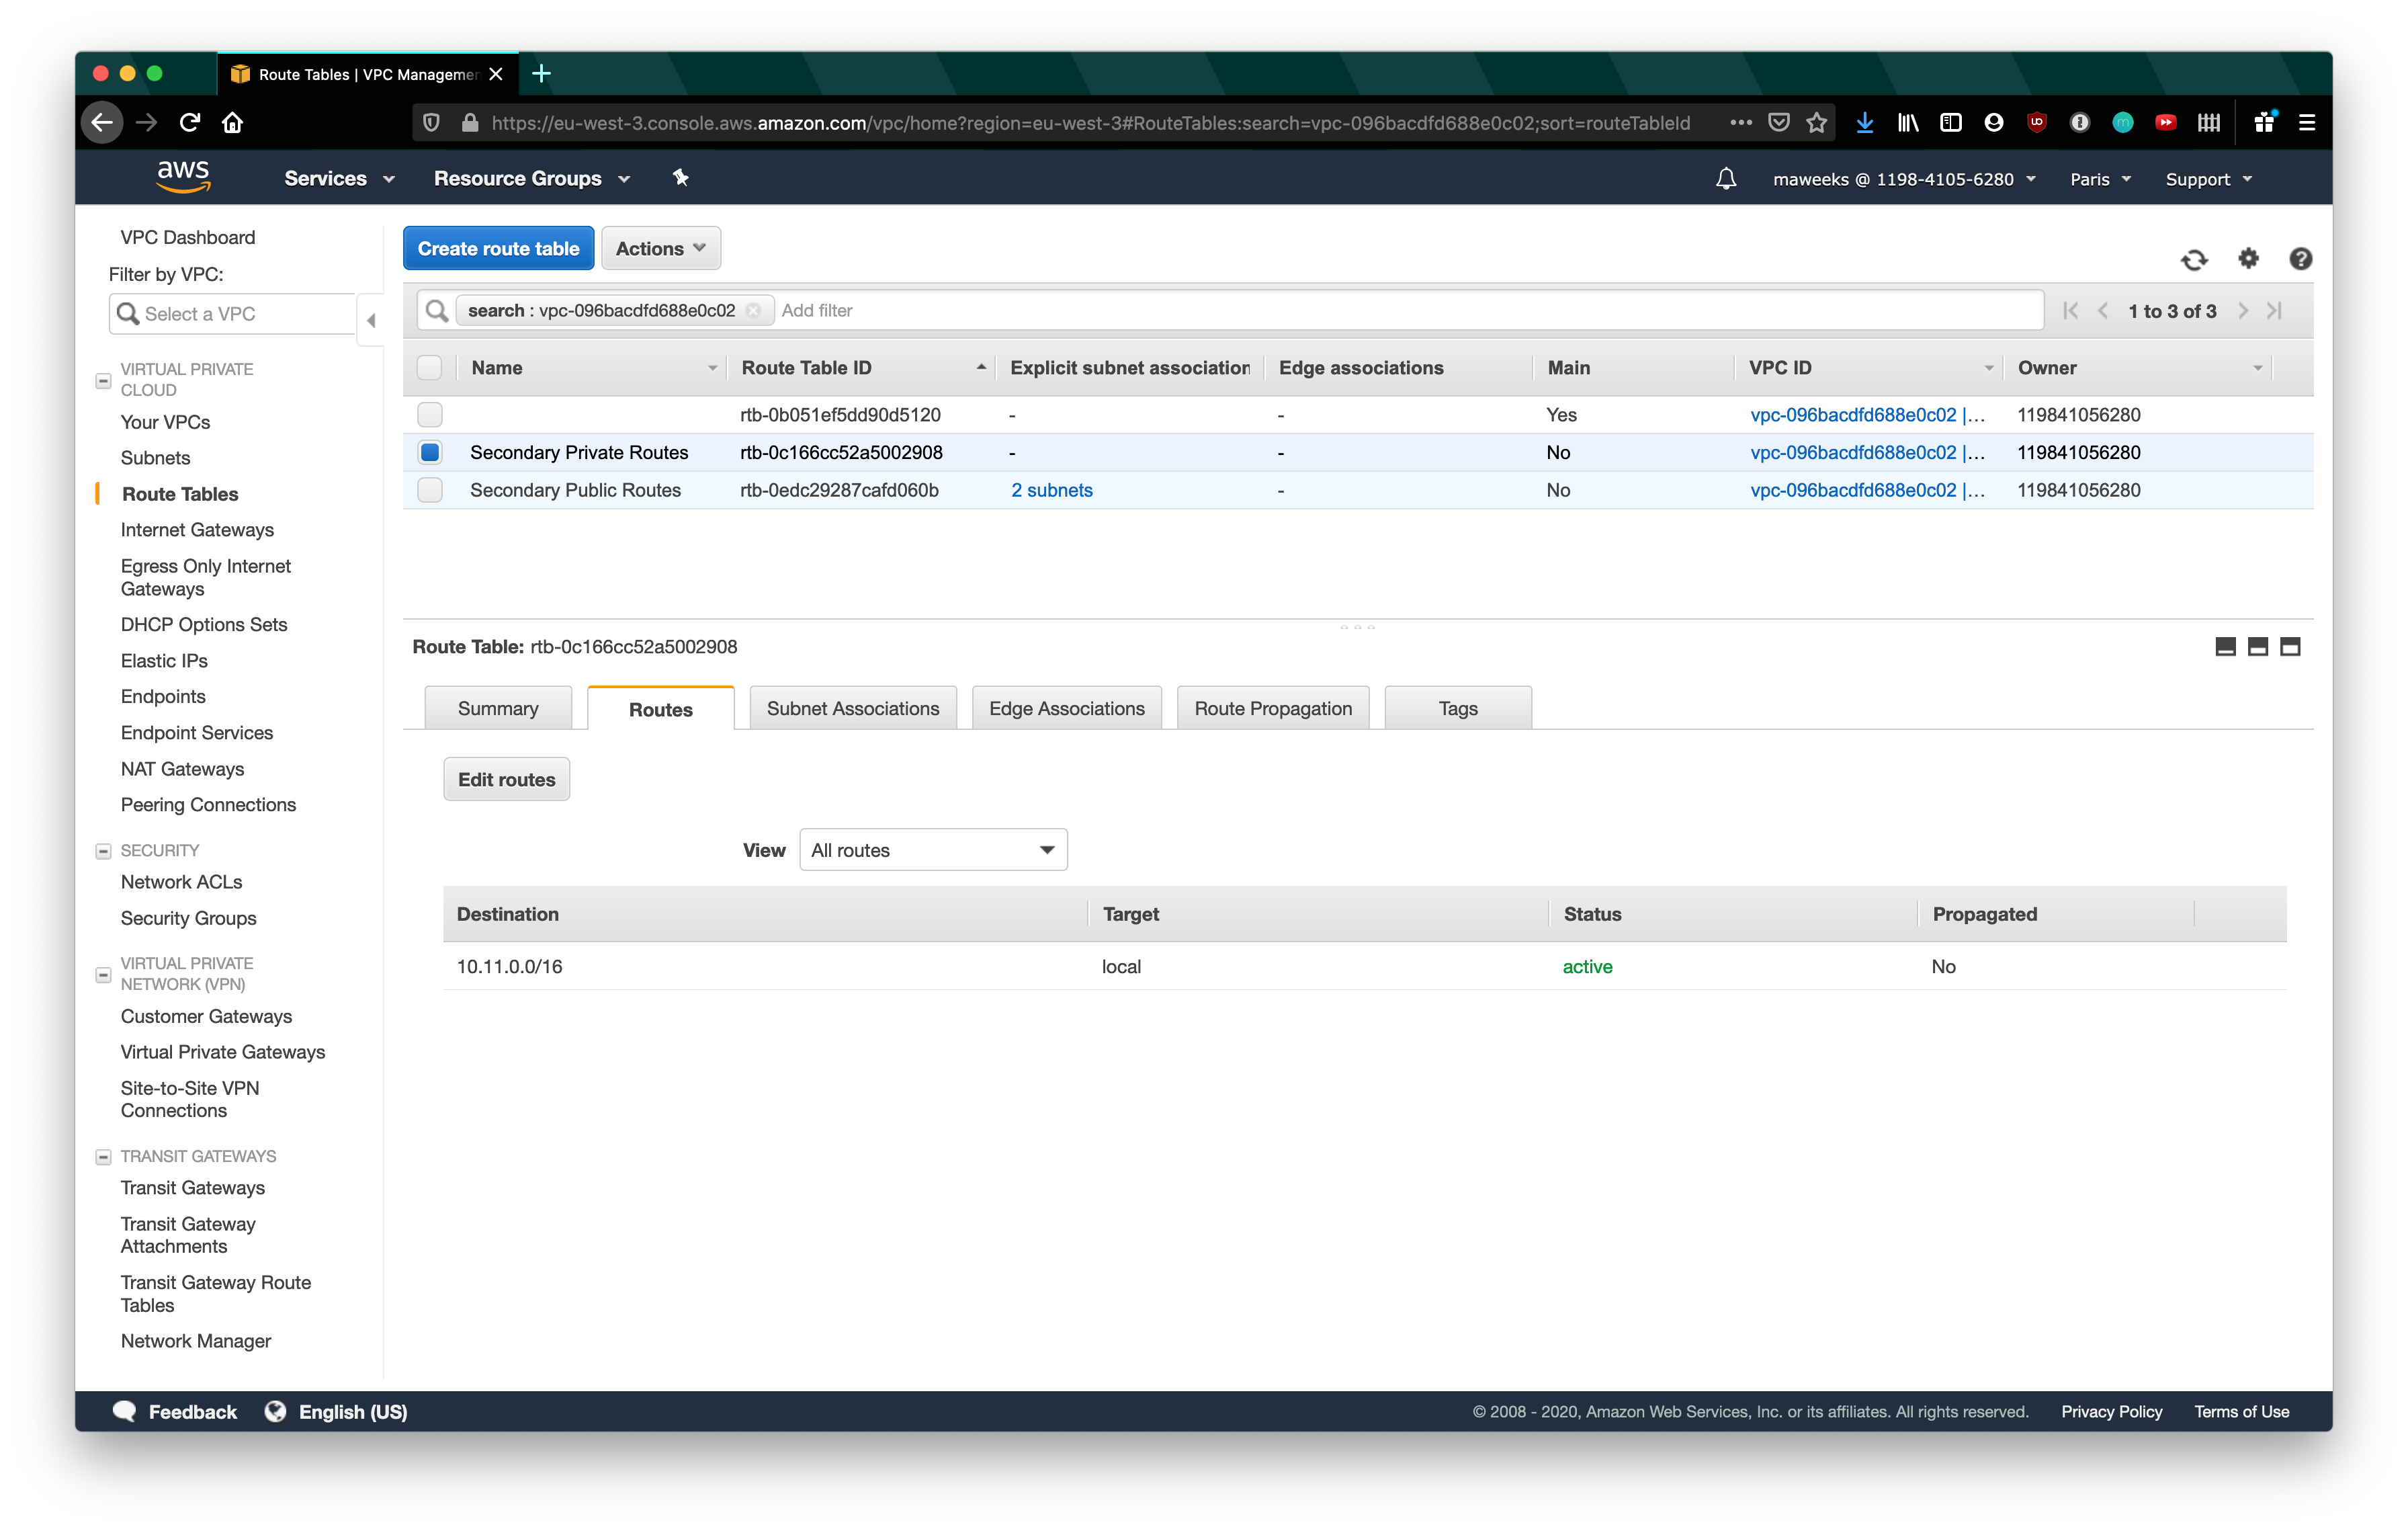 Route Tables | VPC Managemen
https://eu-west-3.console.aws.amazon.com/vpc/home?region=eu-west-3#RouteTables:search=vpc-096bacdfd688e0c02;sort=routeTableId
aws
Services
Resource Groups
maweeks @ 1198-4105-6280
Paris
Support
VPC Dashboard
Filter by VPC:
Select a VPC
VIRTUAL PRIVATE
CLOUD
Your VPCs
Subnets
Route Tables
Internet Gateways
Egress Only Internet
Gateways
DHCP Options Sets
Elastic IPs
Endpoints
Endpoint Services
NAT Gateways
Peering Connections
SECURITY
Network ACLs
Security Groups
VIRTUAL PRIVATE
NETWORK (VPN)
Customer Gateways
Virtual Private Gateways
Site-to-Site VPN
Connections
TRANSIT GATEWAYS
Transit Gateways
Transit Gateway
Attachments
Transit Gateway Route
Tables
Network Manager
Create route table
Actions
search : vpc-096bacdfd688e0c02 Add filter
1 to 3 of 3
Name Route Table ID Explicit subnet association Edge associations Main VPC ID Owner
rtb-0b051ef5dd90d5120 - - Yes vpc-096bacdfd688e0c02 |... 119841056280
Secondary Private Routes rtb-0c166cc52a5002908 - - No vpc-096bacdfd688e0c02 |... 119841056280
Secondary Public Routes rtb-0edc29287cafd060b 2 subnets - No vpc-096bacdfd688e0c02 |... 119841056280
Route Table: rtb-0c166cc52a5002908
Summary
Routes
Subnet Associations
Edge Associations
Route Propagation
Tags
Edit routes
View All routes
Destination Target Status Propagated
10.11.0.0/16 local active No
Feedback
English (US)
© 2008 - 2020, Amazon Web Services, Inc. or its affiliates. All rights reserved.
Privacy Policy
Terms of Use